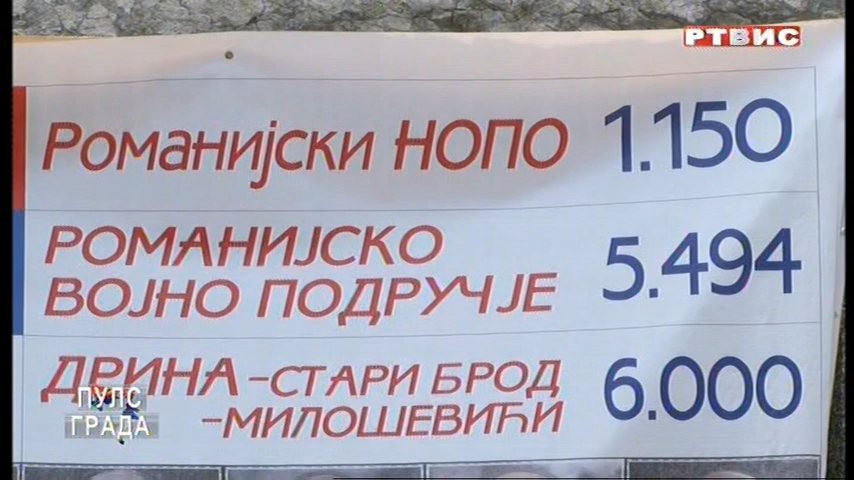 РТВИС
Романијски НОПО 1.150
РОМАНИЈСКО
ВОЈНО ПОДРУЧЈЕ 5.494
ДРИНА -СТАРИ БРОД 6.000
-МИЛОШЕВИЋИ
ПУЛС
ГРАДА